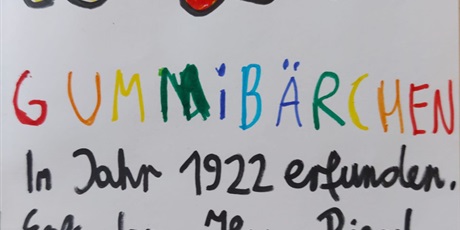 GUMMIBÄRCHEN
In Jahr 1922 erfunden.